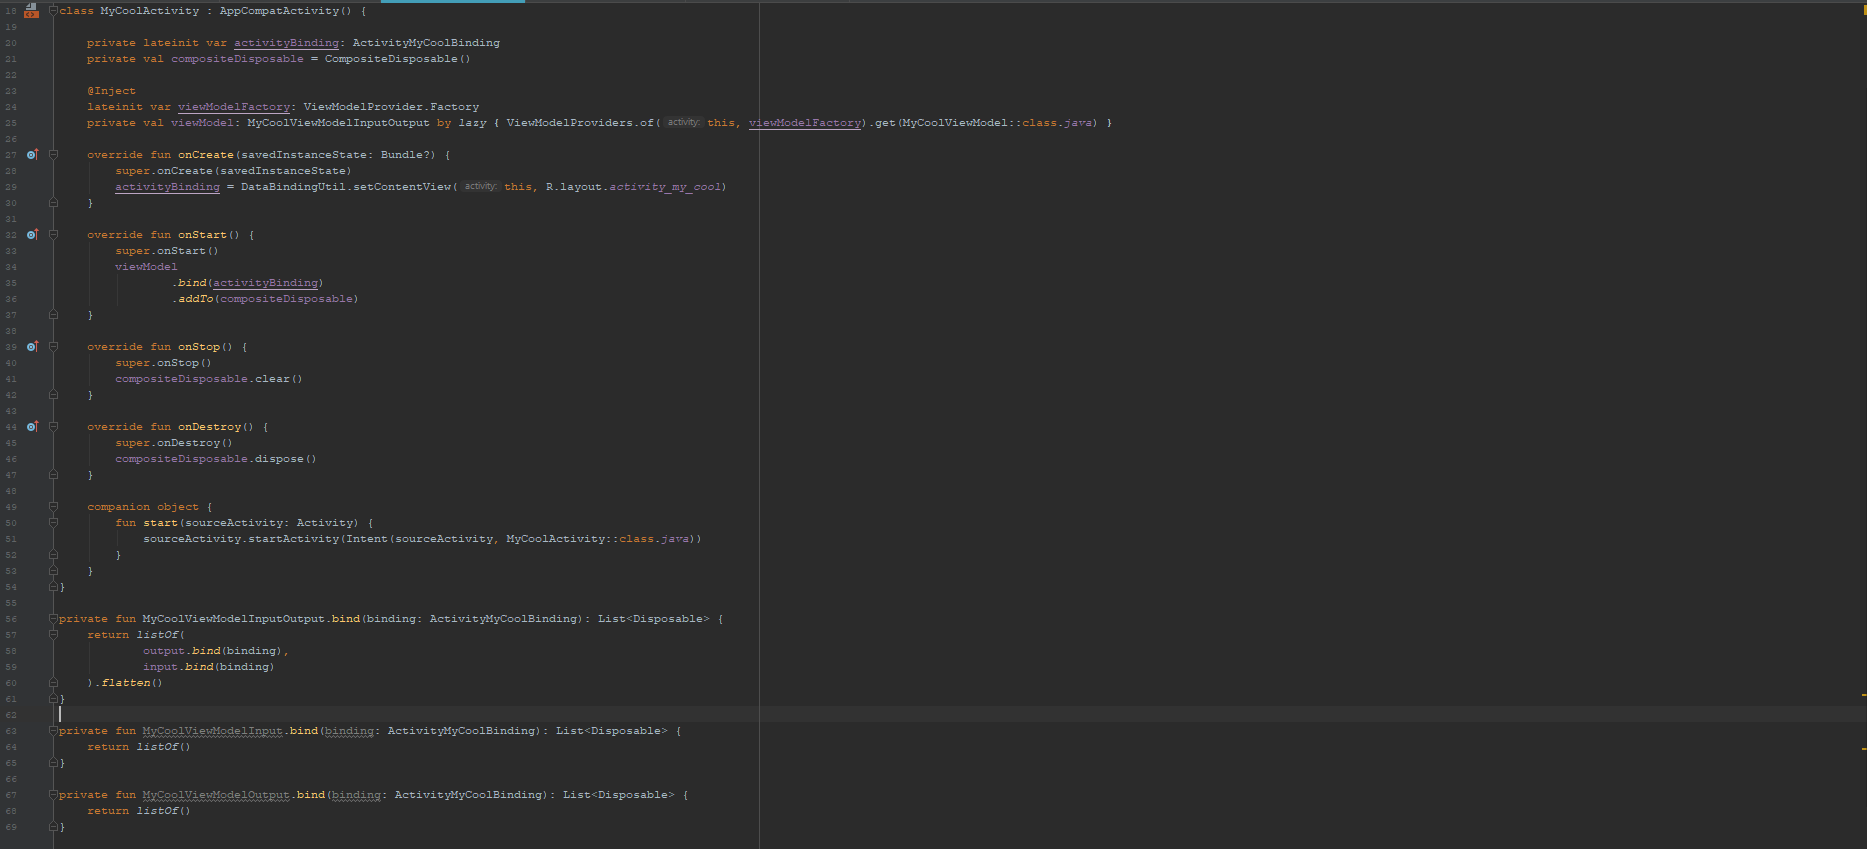 18 class MyCoolActivity : AppCompatActivity() {
19
20 private lateinit var activityBinding: ActivityMyCoolBinding
21 private val compositeDisposable = CompositeDisposable()
22
23 @Inject
24 lateinit var viewModelFactory: ViewModelProvider.Factory
25 private val viewModel: MyCoolViewModelInputOutput by lazy { ViewModelProviders.of( activity: this, viewModelFactory).get(MyCoolViewModel::class.java) }
26
27 override fun onCreate(savedInstanceState: Bundle?) {
28 super.onCreate(savedInstanceState)
29 activityBinding = DataBindingUtil.setContentView( activity: this, R.layout.activity_my_cool)
30 }
31
32 override fun onStart() {
33 super.onStart()
34 viewModel
35 .bind(activityBinding)
36 .addTo(compositeDisposable)
37 }
38
39 override fun onStop() {
40 super.onStop()
41 compositeDisposable.clear()
42 }
43
44 override fun onDestroy() {
45 super.onDestroy()
46 compositeDisposable.dispose()
47 }
48
49 companion object {
50 fun start(sourceActivity: Activity) {
51 sourceActivity.startActivity(Intent(sourceActivity, MyCoolActivity::class.java))
52 }
53 }
54 }
55
56 private fun MyCoolViewModelInputOutput.bind(binding: ActivityMyCoolBinding): List<Disposable> {
57 return listOf(
58 output.bind(binding),
59 input.bind(binding)
60 ).flatten()
61 }
62
63 private fun MyCoolViewModelInput.bind(binding: ActivityMyCoolBinding): List<Disposable> {
64 return listOf()
65 }
66
67 private fun MyCoolViewModelOutput.bind(binding: ActivityMyCoolBinding): List<Disposable> {
68 return listOf()
69 }